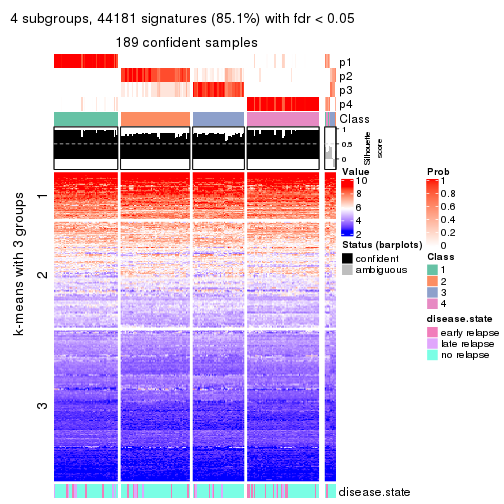 4 subgroups, 44181 signatures (85.1%) with fdr < 0.05
189 confident samples
p1
p2
p3
p4
Class
1
0.5
0
Silhouette
score
k-means with 3 groups
1
2
3
disease.state
Value
10
8
6
4
2
Status (barplots)
confident
ambiguous
Prob
1
0.8
0.6
0.4
0.2
0
Class
1
2
3
4
disease.state
early relapse
late relapse
no relapse